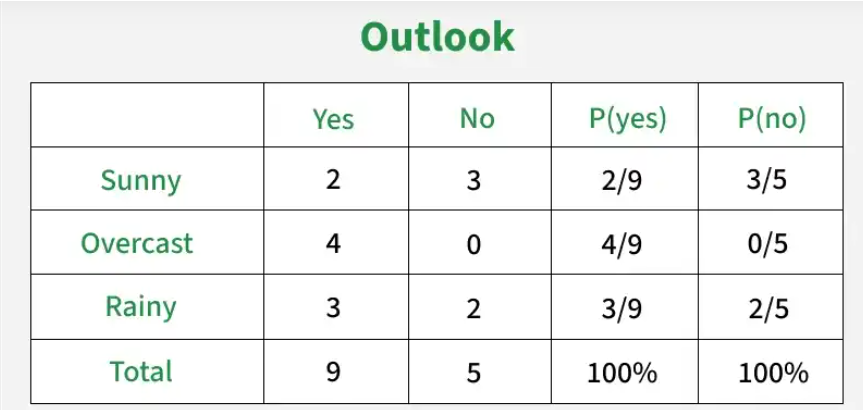 Outlook
Yes No P(yes) P(no)
Sunny 2 3 2/9 3/5
Overcast 4 0 4/9 0/5
Rainy 3 2 3/9 2/5
Total 9 5 100% 100%